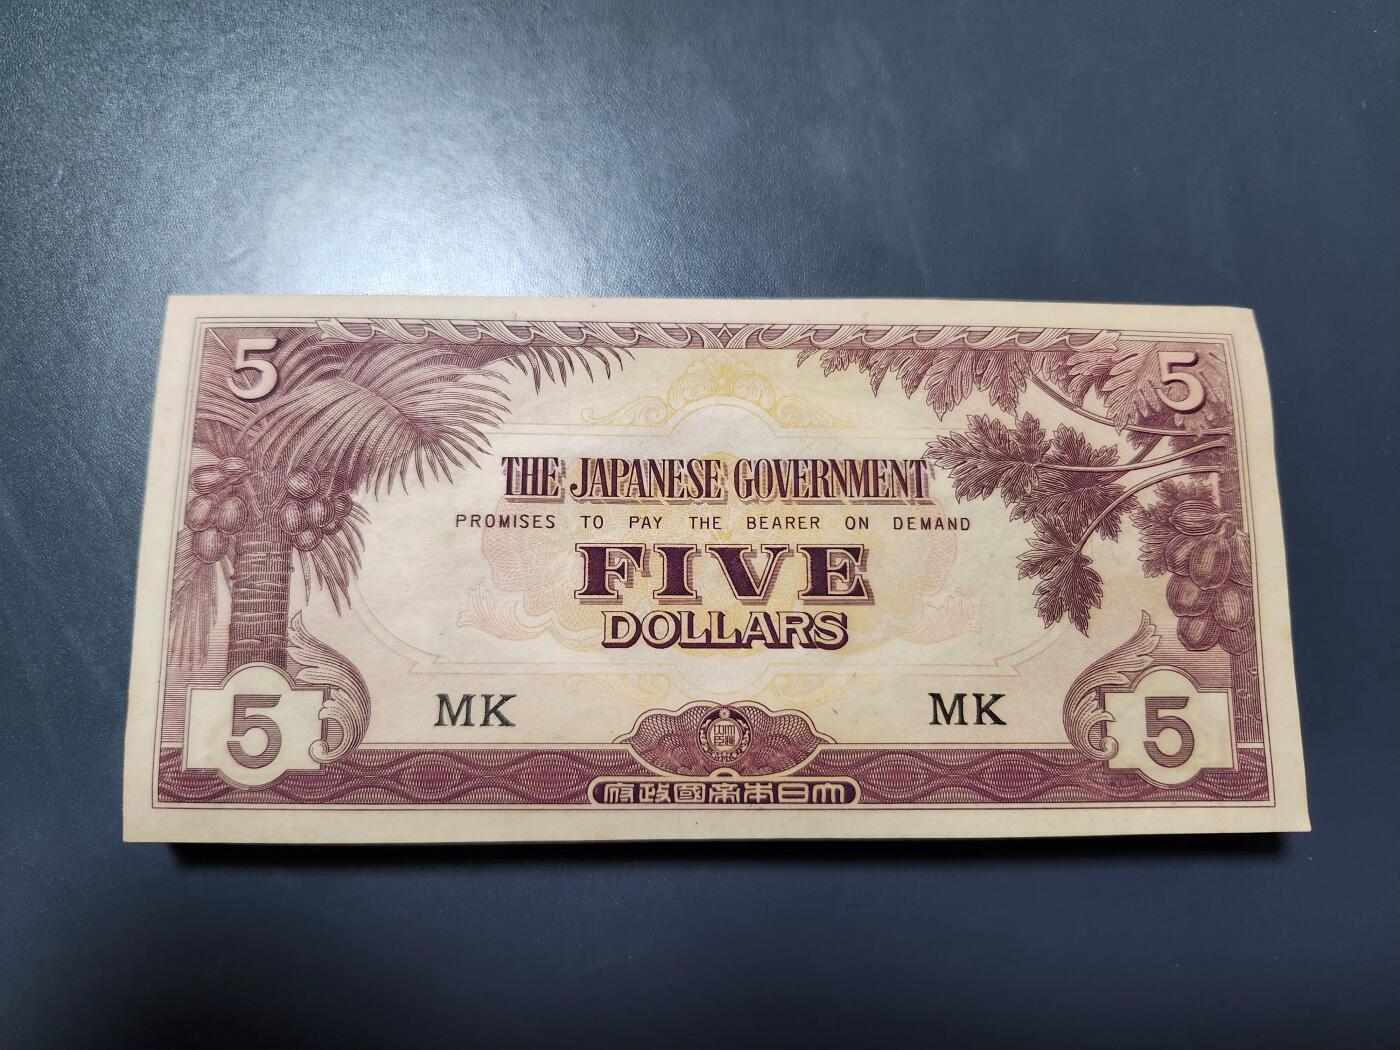 5 5
THE JAPANESE GOVERNMENT
PROMISES TO PAY THE BEARER ON DEMAND
FIVE
DOLLARS
MK MK
5 5
府政國帝本日大